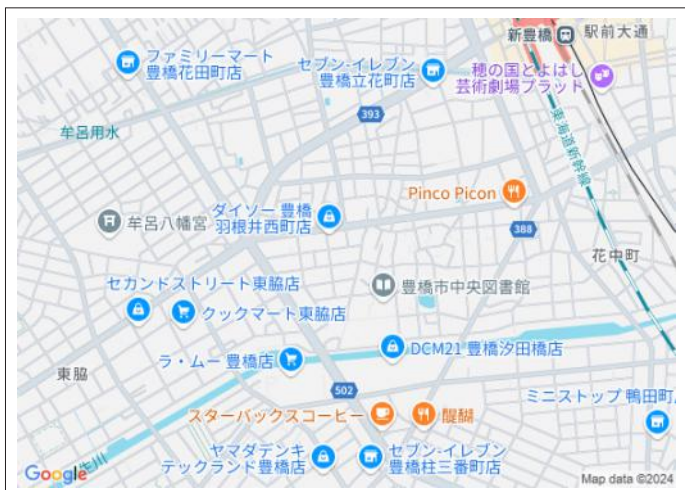 新豊橋
駅前大通
ファミリーマート
豊橋花田町店
セブン-イレブン
豊橋立花町店
穂の国とよはし
芸術劇場プラット
牟呂用水
393
東海道新幹線
Pinco Picon
ダイソー 豊橋
羽根井西町店
牟呂八幡宮
388
花中町
セカンドストリート東脇店
豊橋市中央図書館
クックマート東脇店
DCM21 豊橋汐田橋店
ラ・ムー 豊橋店
東脇
502
ミニストップ 鴨田町店
スターバックスコーヒー
醍醐
ヤマダデンキ
テックランド豊橋店
セブン-イレブン
豊橋柱三番町店
Google
Map data ©2024